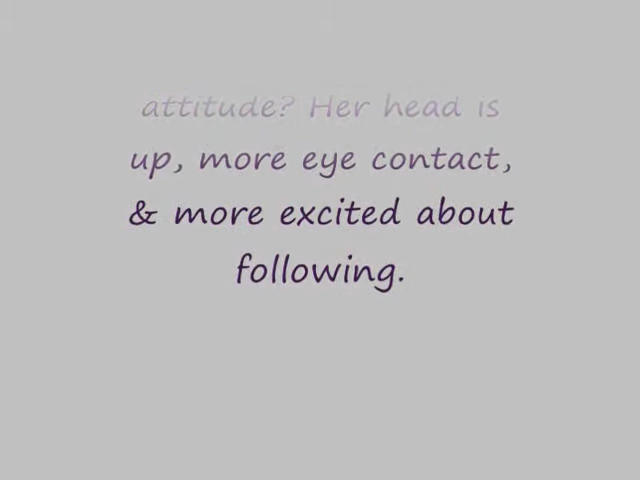 attitude? Her head is
up, more eye contact,
& more excited about
following.